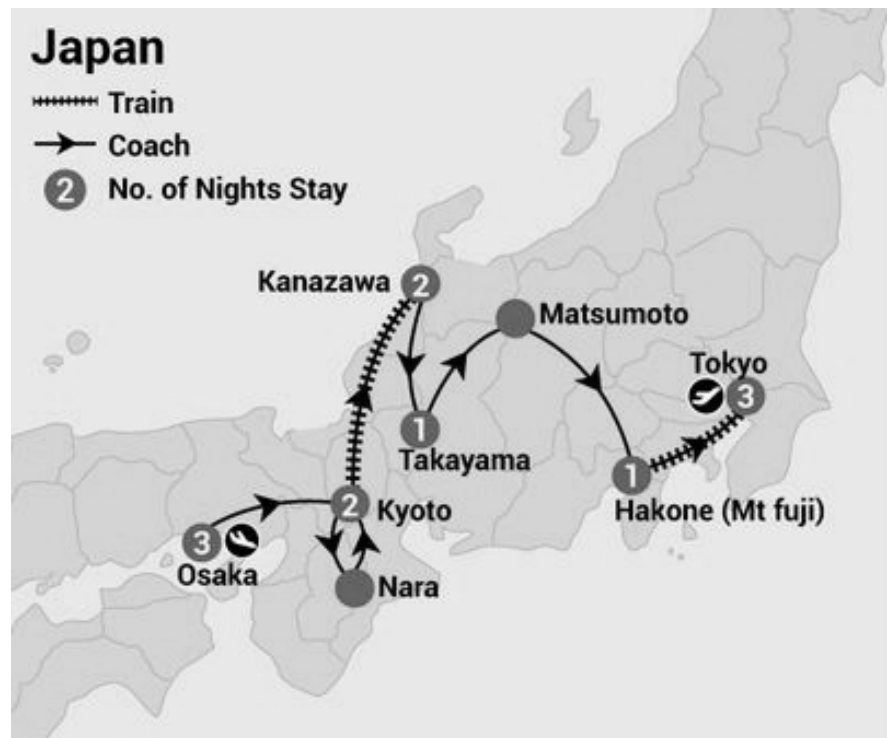 Japan
Train
Coach
2 No. of Nights Stay
Kanazawa 2
Matsumoto
Tokyo
3
1
Takayama
1
Hakone (Mt fuji)
2 Kyoto
3
Osaka
Nara